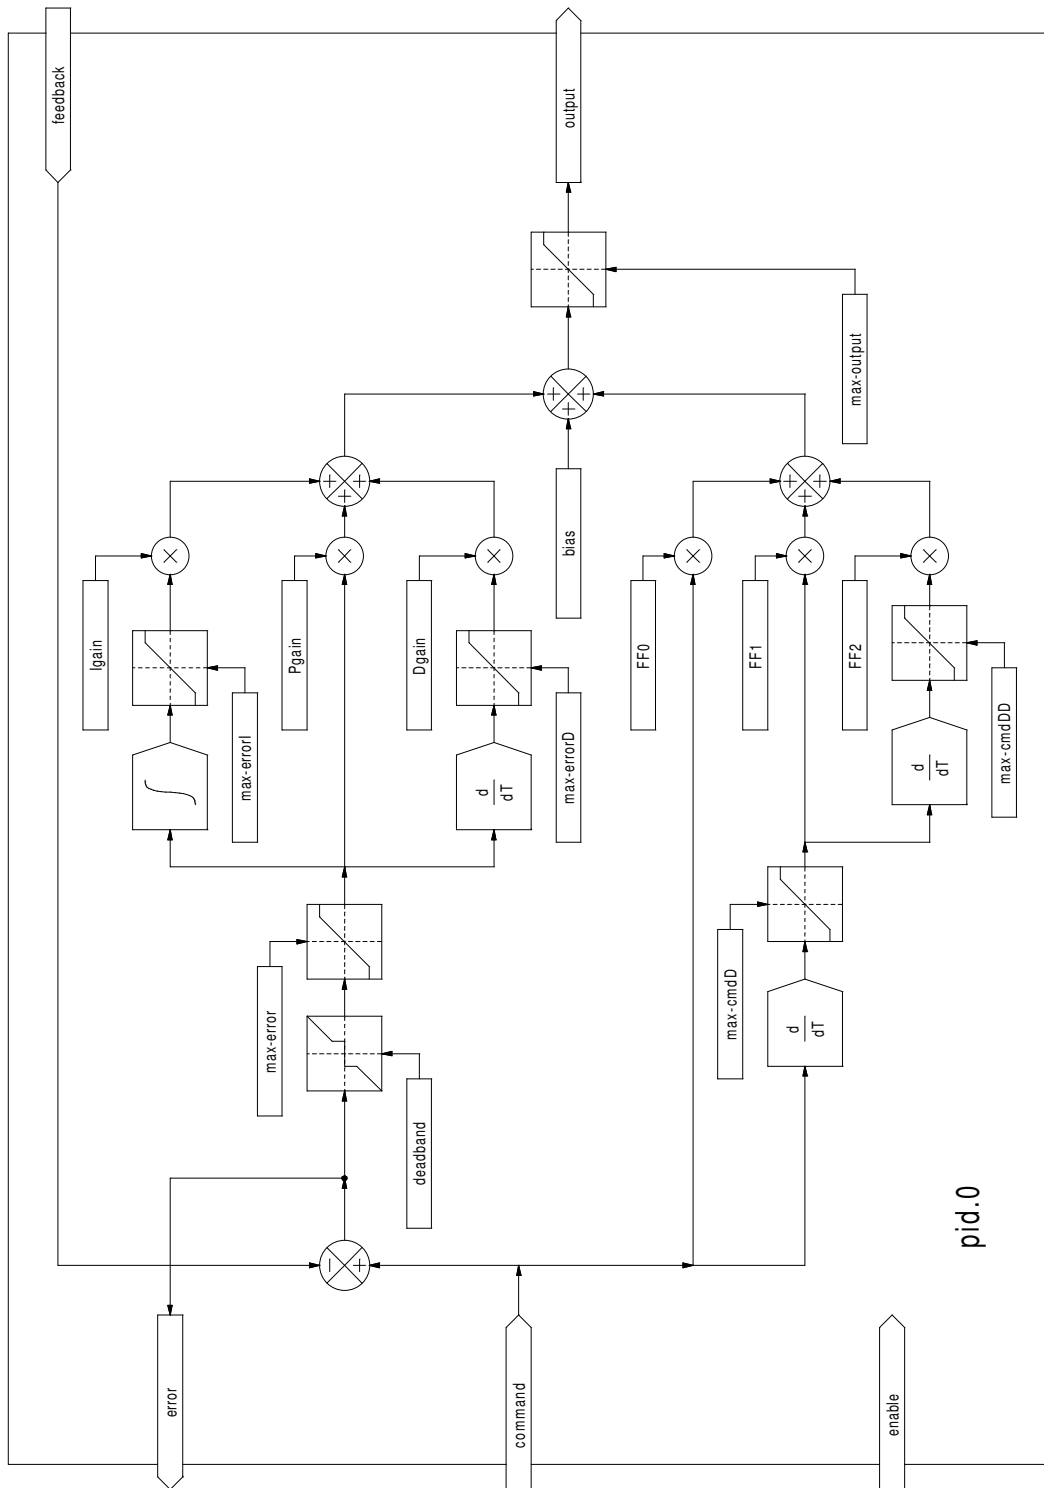 feedback
Igain
error
∫
×
max-errorI
max-error
Pgain
−
+
×
+
+
+
deadband
Dgain
d
dT
×
command
max-errorD
bias
+
+
+
output
FF0
×
max-cmdD
FF1
d
dT
×
+
+
+
FF2
max-output
enable
d
dT
×
pid.0
max-cmdDD